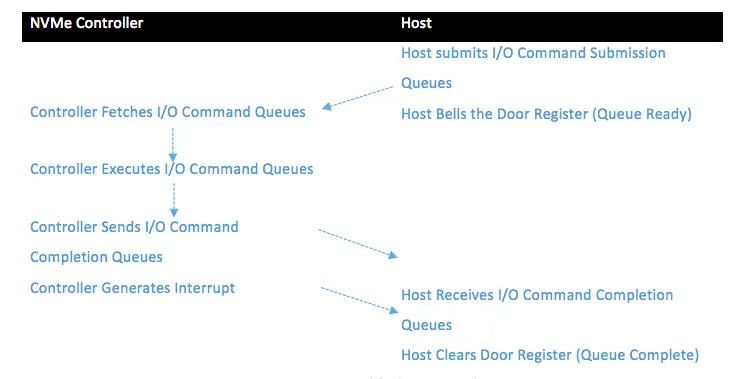 NVMe Controller Host
Host submits I/O Command Submission
Queues
Controller Fetches I/O Command Queues
Host Bells the Door Register (Queue Ready)
Controller Executes I/O Command Queues
Controller Sends I/O Command
Completion Queues
Controller Generates Interrupt
Host Receives I/O Command Completion
Queues
Host Clears Door Register (Queue Complete)